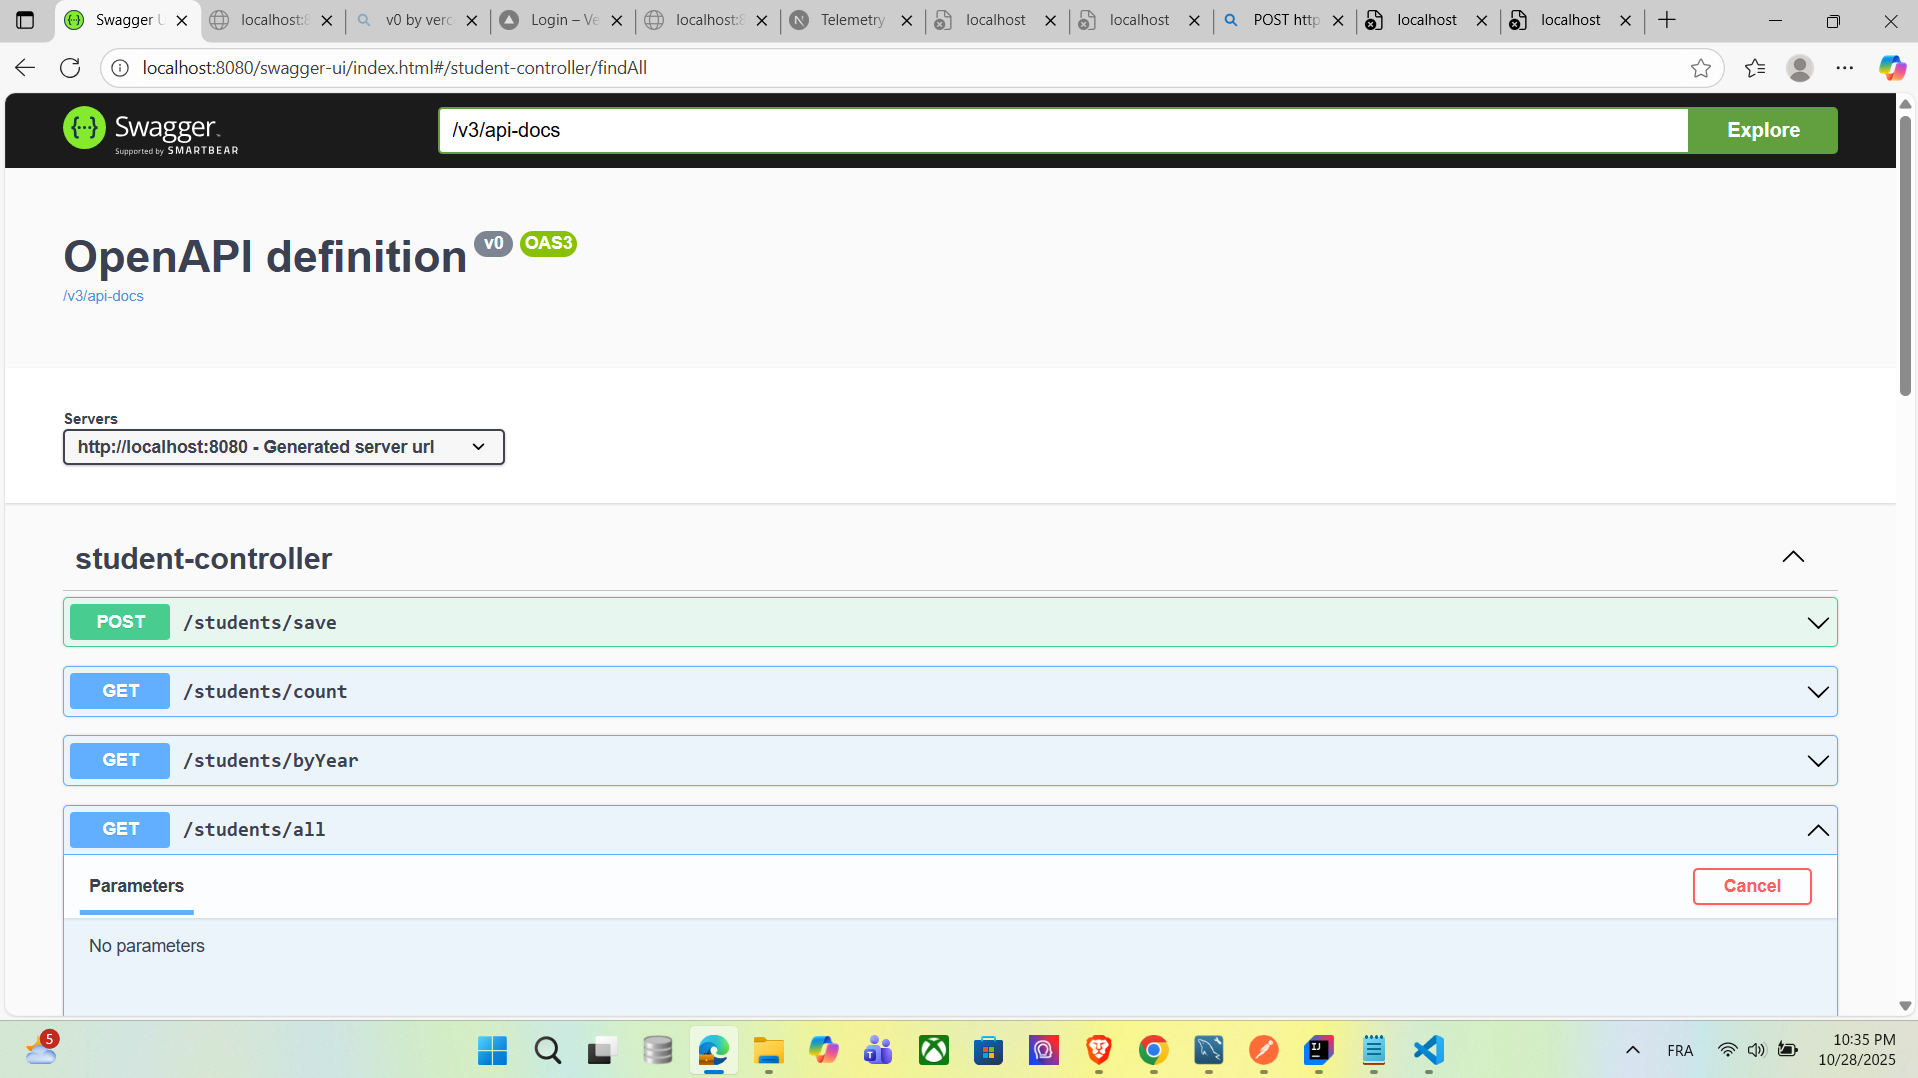 Swagger U
localhost:8
v0 by verc
Login – Ve
localhost:8
Telemetry
localhost
localhost
POST http
localhost
localhost
localhost:8080/swagger-ui/index.html#/student-controller/findAll
Swagger
Supported by SMARTBEAR
/v3/api-docs
Explore
OpenAPI definition
v0
OAS3
/v3/api-docs
Servers
http://localhost:8080 - Generated server url
student-controller
POST /students/save
GET /students/count
GET /students/byYear
GET /students/all
Parameters
Cancel
No parameters
5
FRA
10:35 PM
10/28/2025